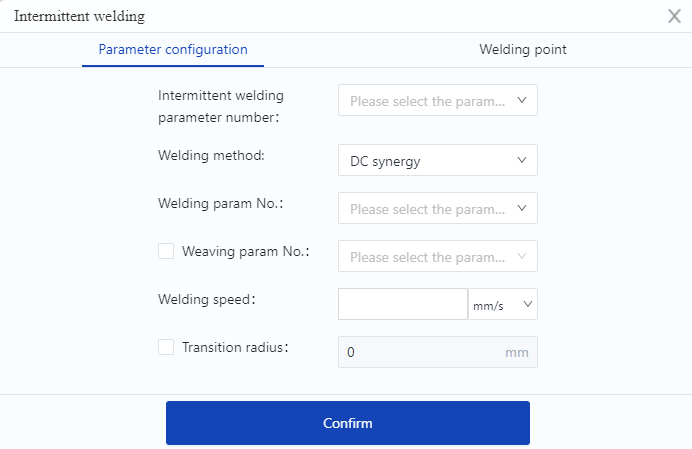 Intermittent welding
Parameter configuration
Welding point
Intermittent welding
parameter number：
Please select the param...
Welding method:
DC synergy
Welding param No.：
Please select the param...
Weaving param No.：
Please select the param...
Welding speed：
mm/s
Transition radius：
0
mm
Confirm